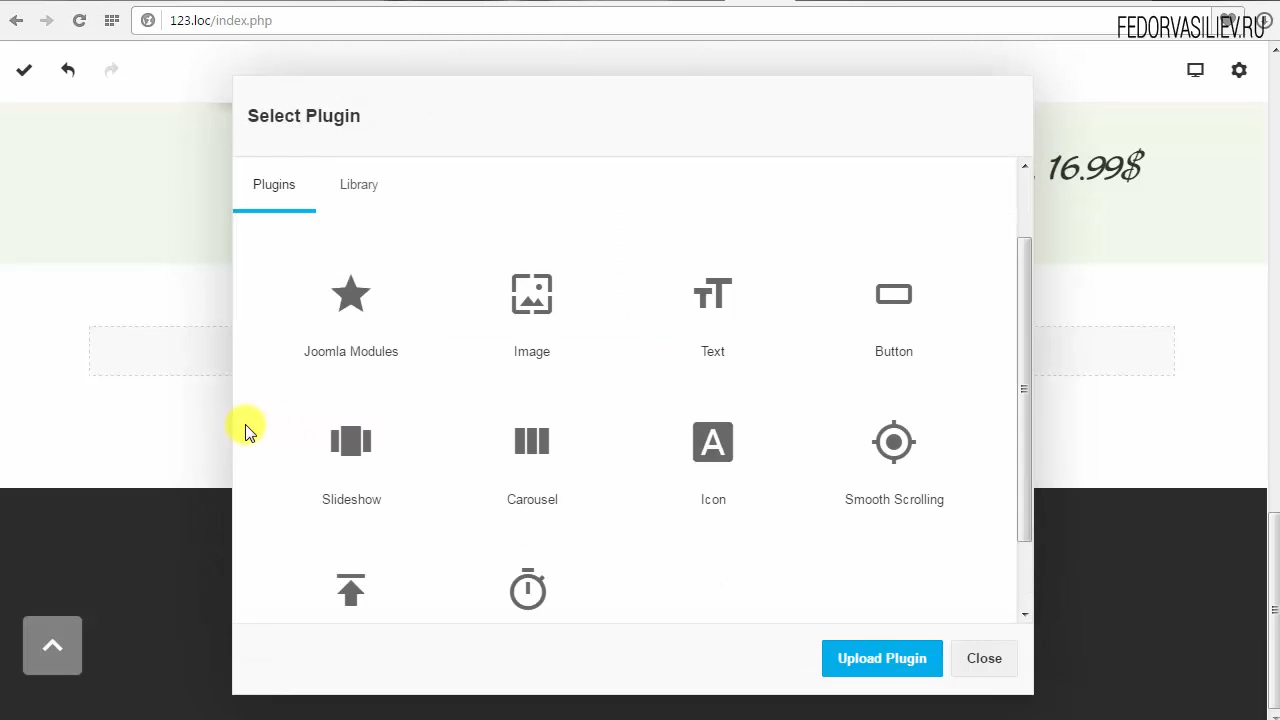 123.loc/index.php
FEDORVASILIEV.RU
Select Plugin
16.99$
Plugins
Library
Joomla Modules
Image
Text
Button
Slideshow
Carousel
Icon
Smooth Scrolling
Upload Plugin
Close